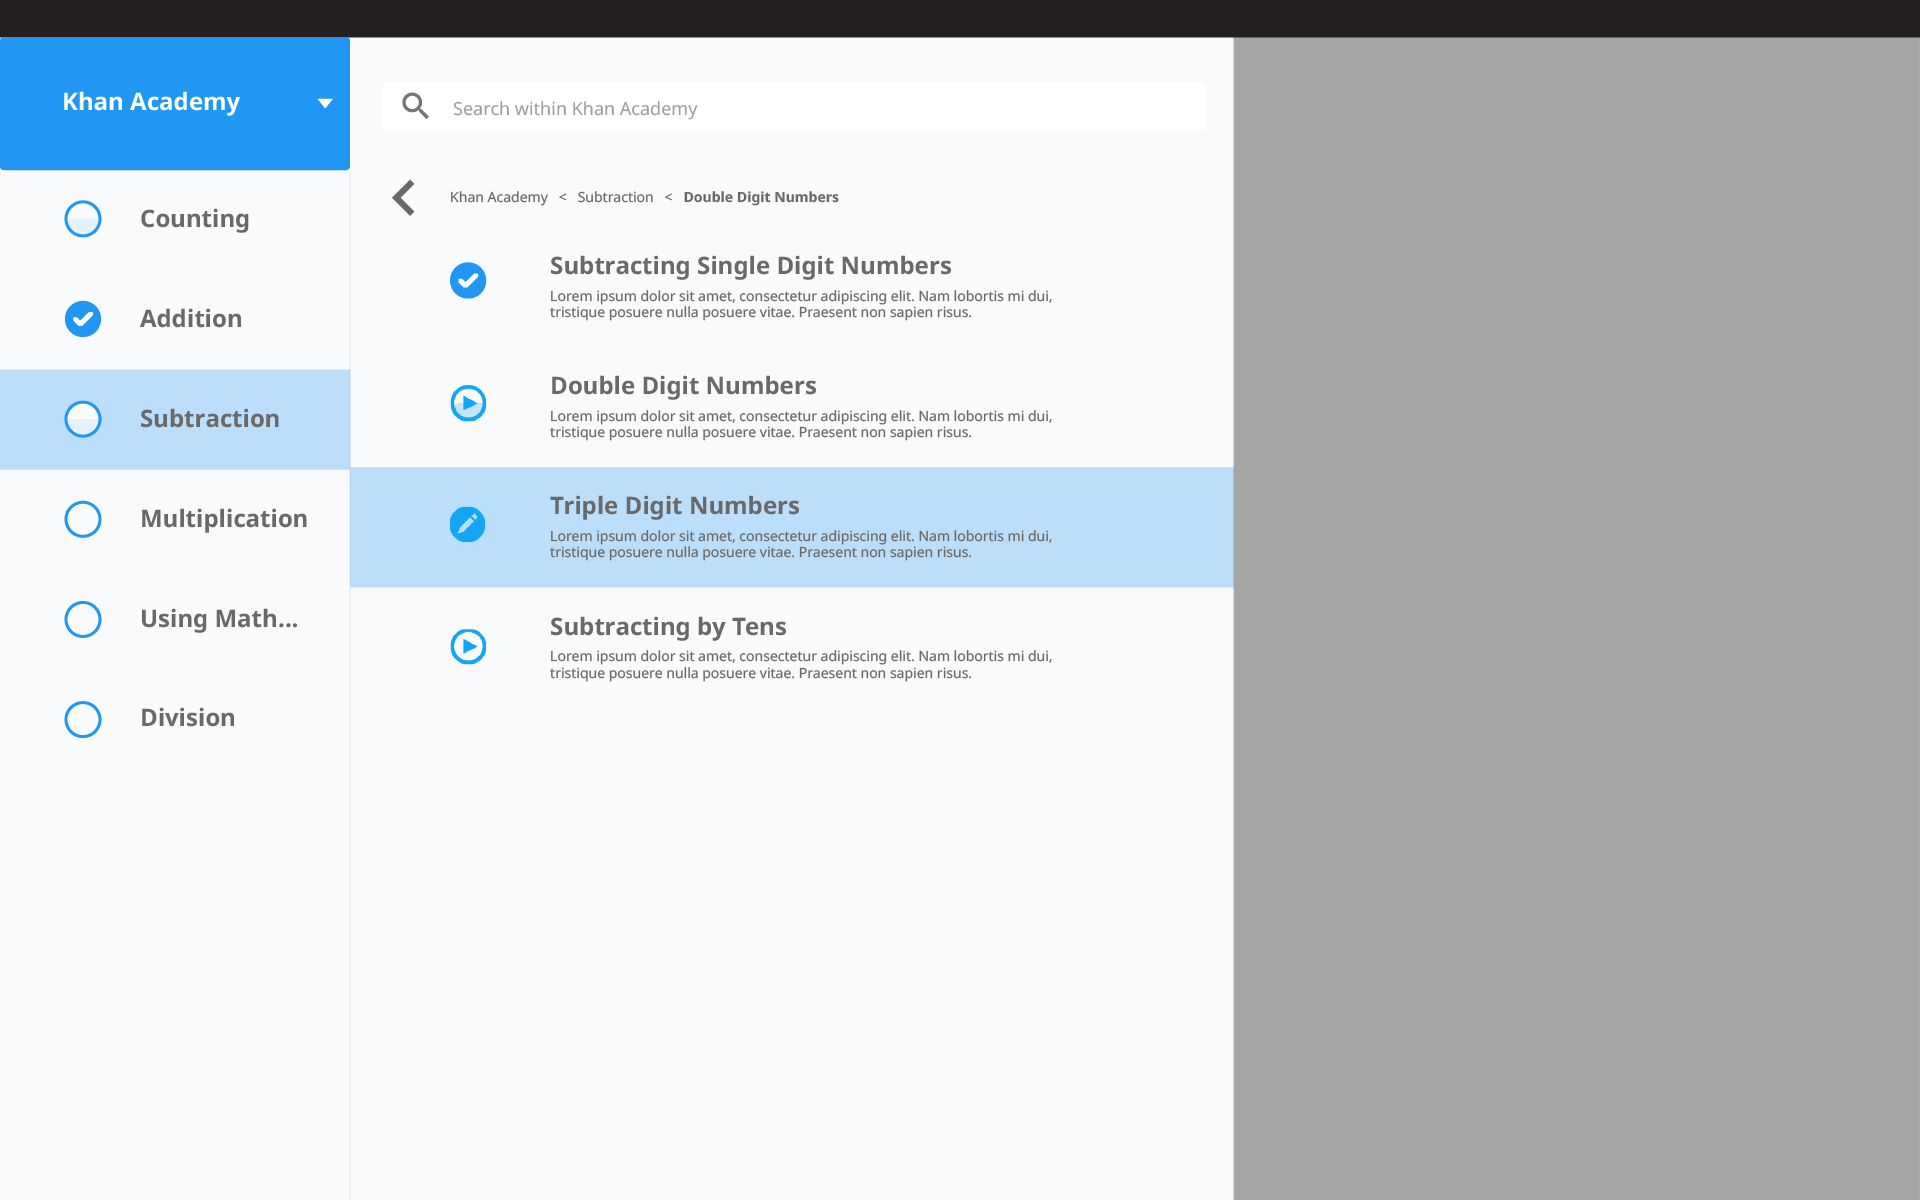 Khan Academy
Counting
Addition
Subtraction
Multiplication
Using Math...
Division
Search within Khan Academy
Khan Academy < Subtraction < Double Digit Numbers
Subtracting Single Digit Numbers
Lorem ipsum dolor sit amet, consectetur adipiscing elit. Nam lobortis mi dui,
tristique posuere nulla posuere vitae. Praesent non sapien risus.
Double Digit Numbers
Lorem ipsum dolor sit amet, consectetur adipiscing elit. Nam lobortis mi dui,
tristique posuere nulla posuere vitae. Praesent non sapien risus.
Triple Digit Numbers
Lorem ipsum dolor sit amet, consectetur adipiscing elit. Nam lobortis mi dui,
tristique posuere nulla posuere vitae. Praesent non sapien risus.
Subtracting by Tens
Lorem ipsum dolor sit amet, consectetur adipiscing elit. Nam lobortis mi dui,
tristique posuere nulla posuere vitae. Praesent non sapien risus.